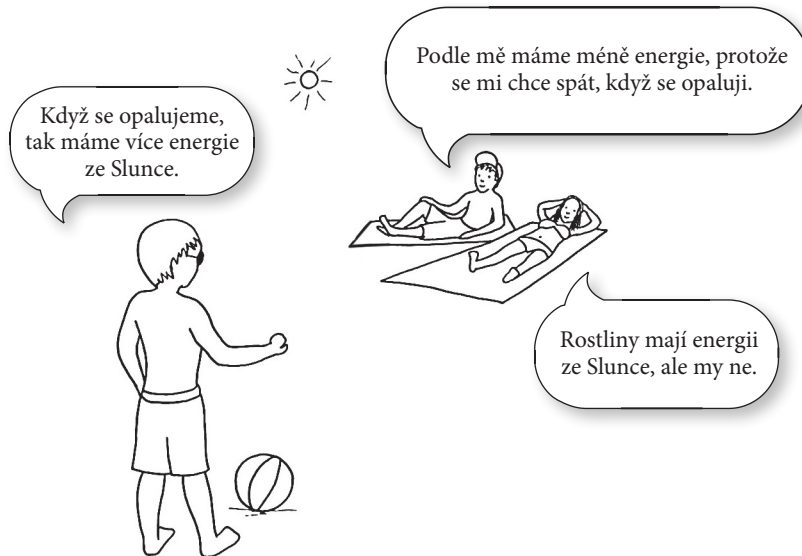 Podle mě máme méně energie, protože
se mi chce spát, když se opaluji.
Když se opalujeme,
tak máme více energie
ze Slunce.
Rostliny mají energii
ze Slunce, ale my ne.